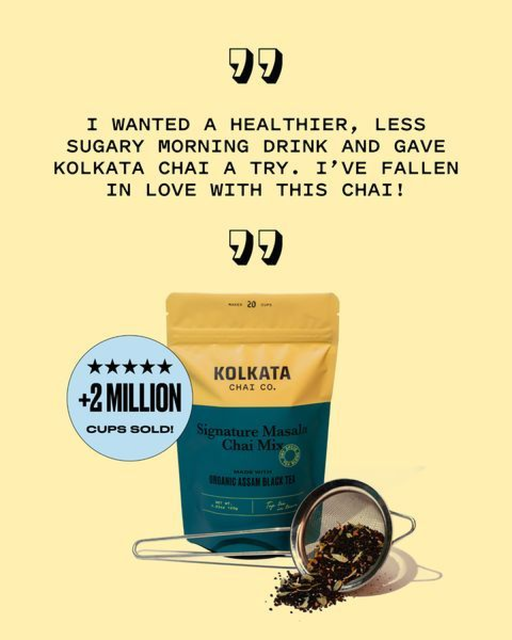 ❟❟
I WANTED A HEALTHIER, LESS
SUGARY MORNING DRINK AND GAVE
KOLKATA CHAI A TRY. I’VE FALLEN
IN LOVE WITH THIS CHAI!
❟❟
MAKES 20 CUPS
★★★★★
+2 MILLION
CUPS SOLD!
KOLKATA
CHAI CO.
Signature Masala
Chai Mix
MADE WITH
ORGANIC ASSAM BLACK TEA
NET WT.